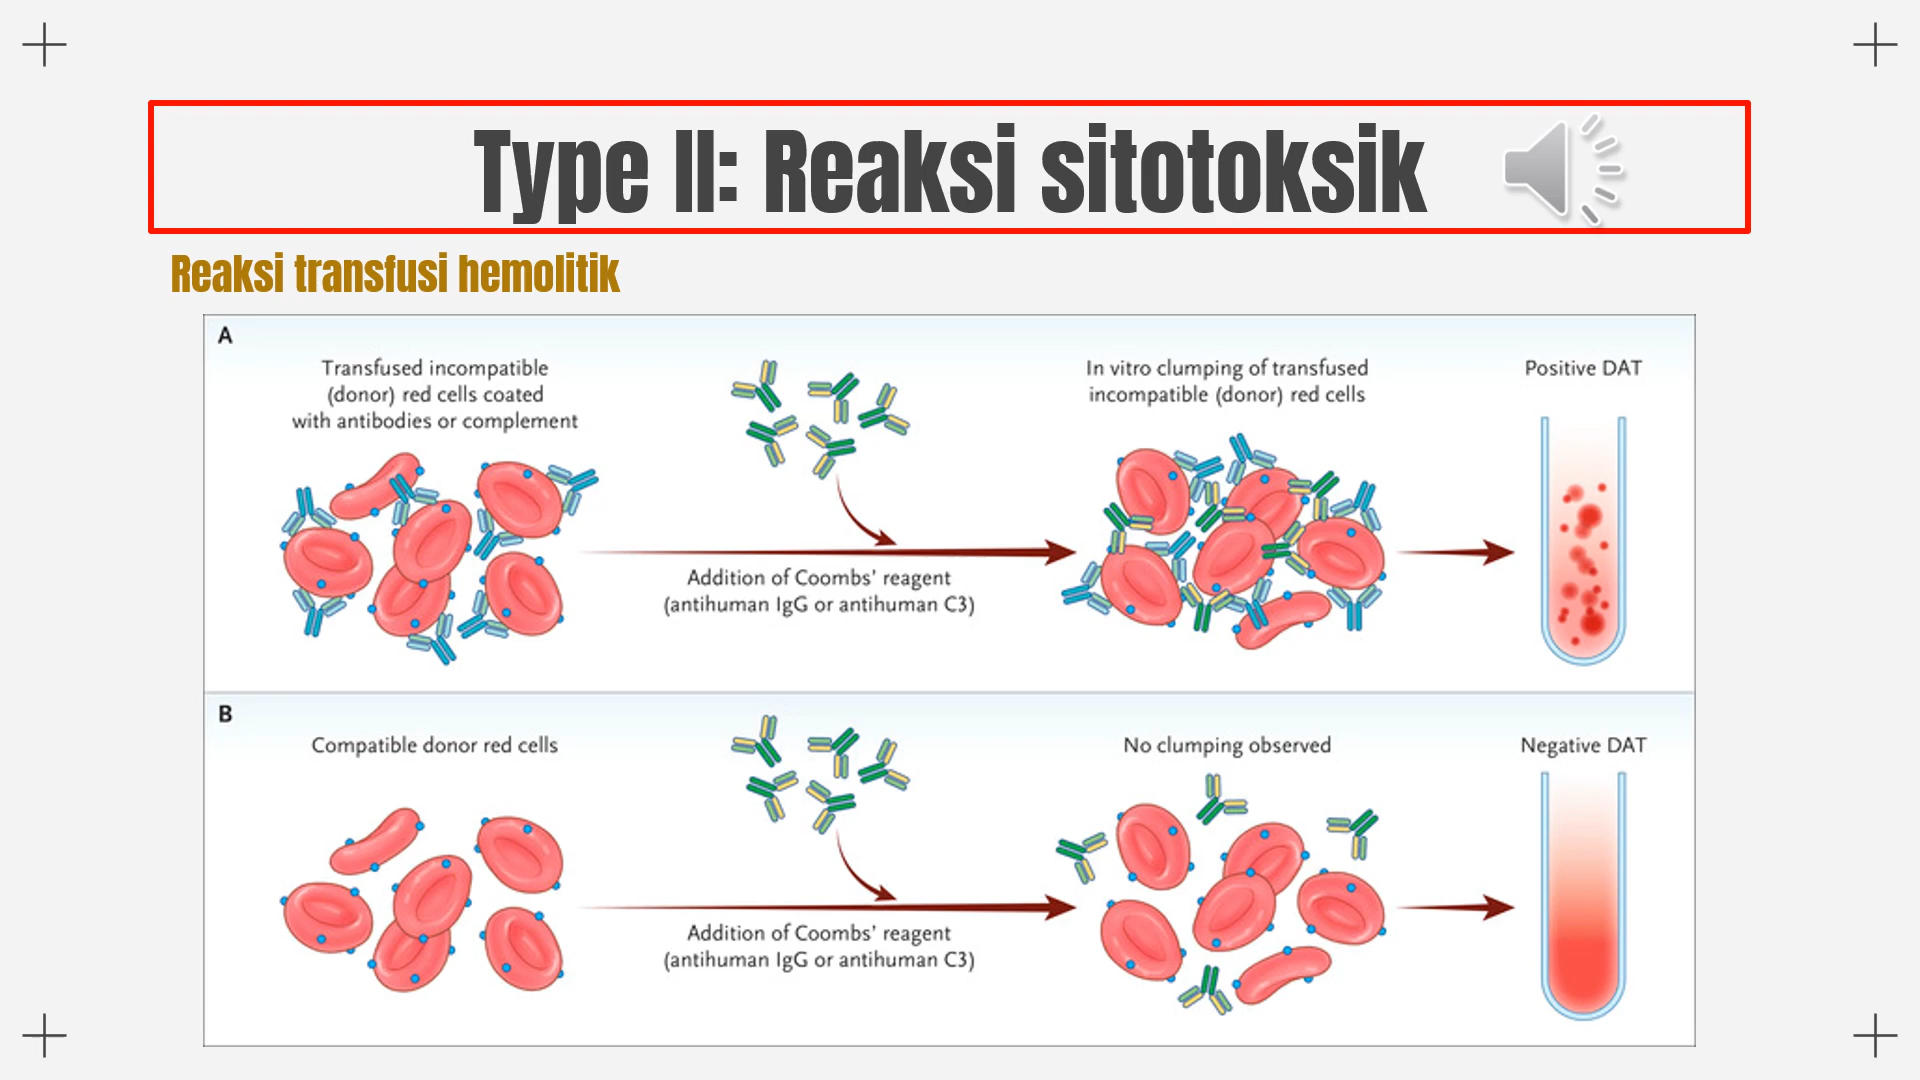 Type II: Reaksi sitotoksik
Reaksi transfusi hemolitik
A
Transfused incompatible
(donor) red cells coated
with antibodies or complement
Addition of Coombs’ reagent
(antihuman IgG or antihuman C3)
In vitro clumping of transfused
incompatible (donor) red cells
Positive DAT
B
Compatible donor red cells
Addition of Coombs’ reagent
(antihuman IgG or antihuman C3)
No clumping observed
Negative DAT